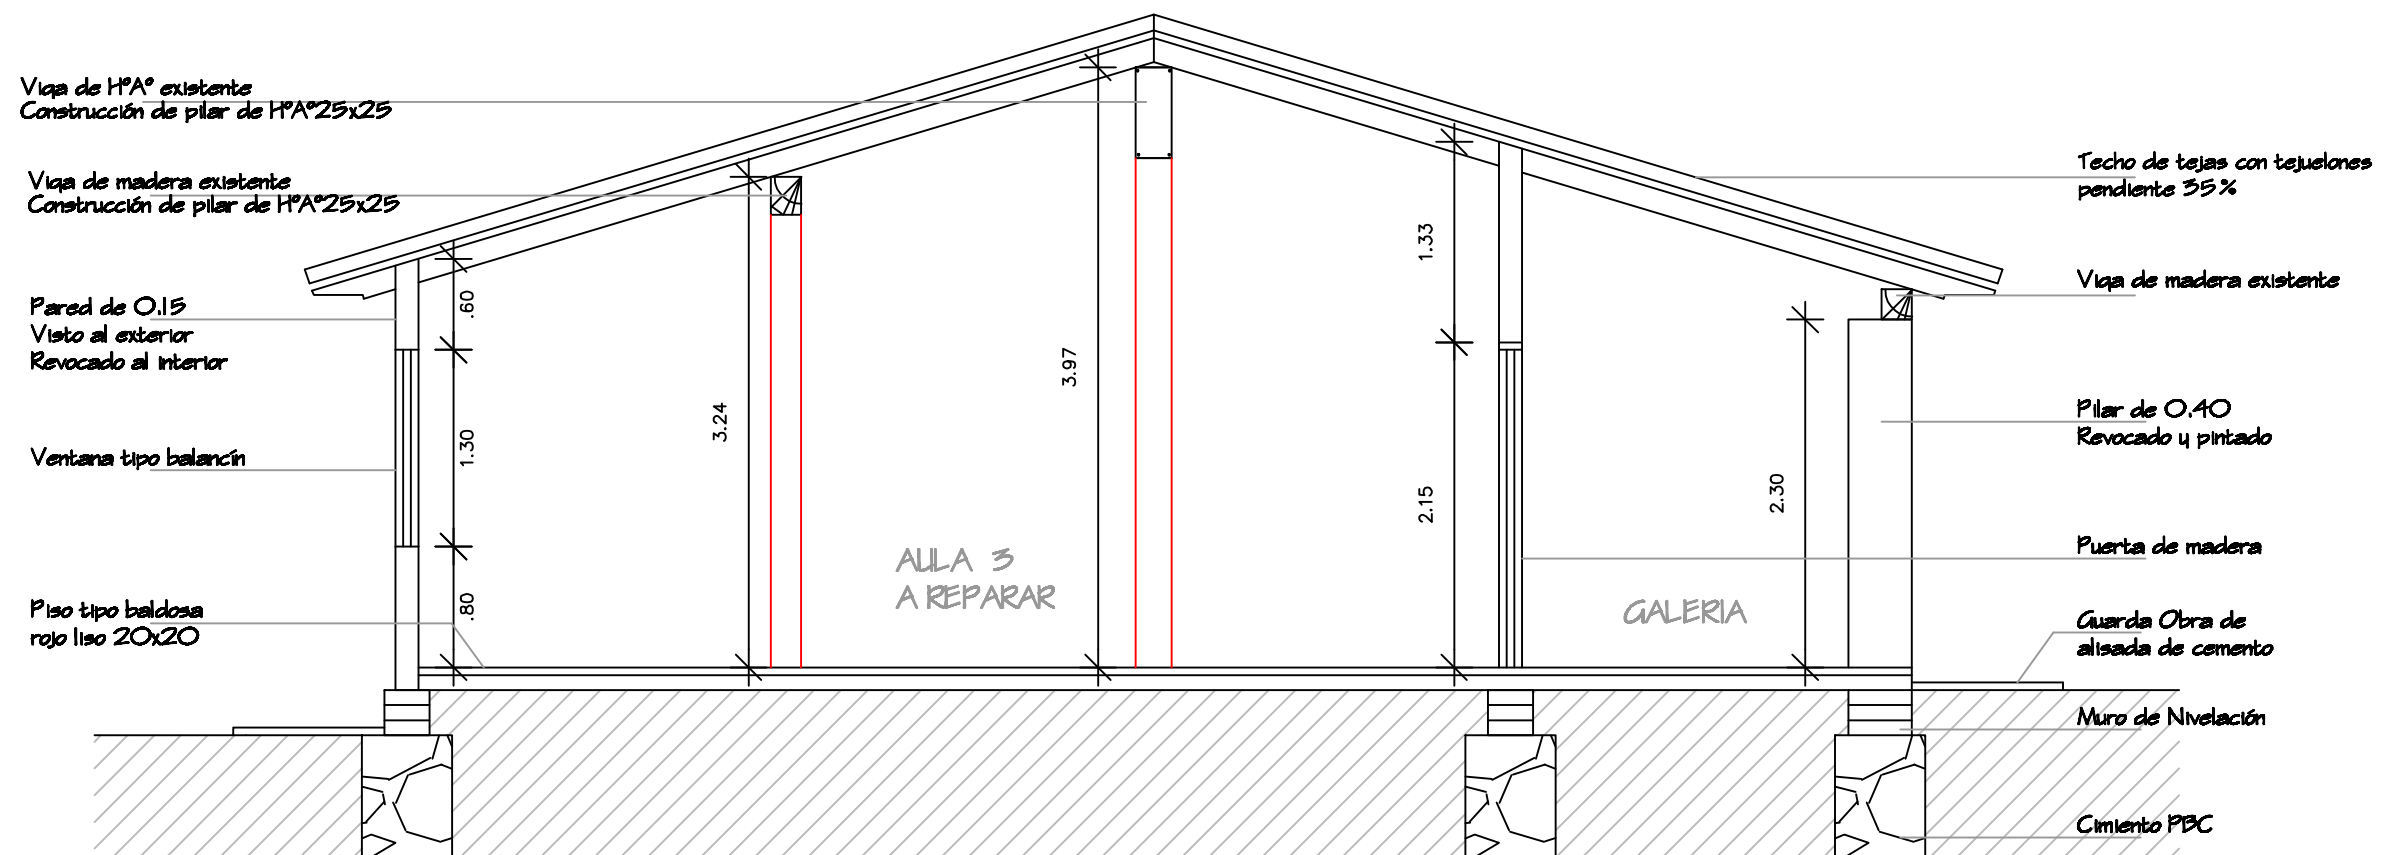 Viga de HºAº existente
Construcción de pilar de HºAº25x25
Viga de madera existente
Construcción de pilar de HºAº25x25
Pared de 0.15
Visto al exterior
Revocado al interior
Ventana tipo balancín
Piso tipo baldosa
rojo liso 20x20
.60
1.30
.80
3.24
3.97
1.33
2.15
2.30
AULA 3
A REPARAR
GALERIA
Techo de tejas con tejuelones
pendiente 35%
Viga de madera existente
Pilar de 0.40
Revocado y pintado
Puerta de madera
Guarda Obra de
alisada de cemento
Muro de Nivelación
Cimiento PBC